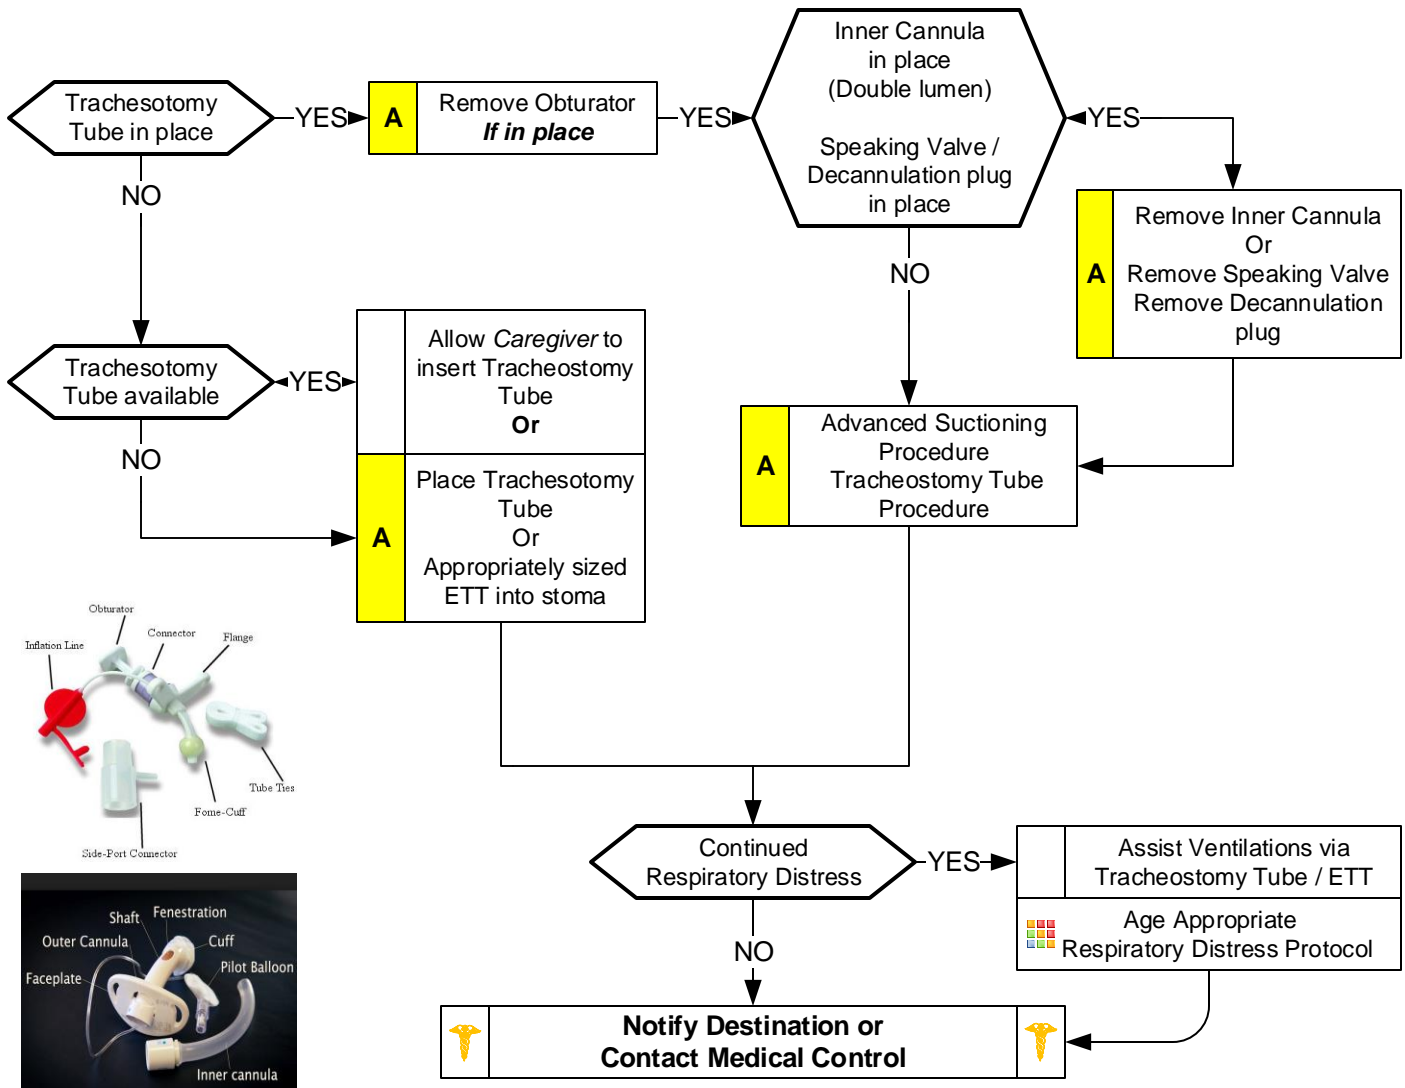 Trachesotomy
Tube in place
YES
A
Remove Obturator
If in place
YES
Inner Cannula
in place
(Double lumen)
Speaking Valve /
Decannulation plug
in place
YES
A
Remove Inner Cannula
Or
Remove Speaking Valve
Remove Decannulation
plug
NO
NO
Trachesotomy
Tube available
YES
Allow Caregiver to
insert Tracheostomy
Tube
Or
NO
A
Place Trachesotomy
Tube
Or
Appropriately sized
ETT into stoma
A
Advanced Suctioning
Procedure
Tracheostomy Tube
Procedure
Obturator
Connector
Flange
Inflation Line
Tube Ties
Fome-Cuff
Side-Port Connector
Continued
Respiratory Distress
YES
Assist Ventilations via
Tracheostomy Tube / ETT
Age Appropriate
Respiratory Distress Protocol
NO
Shaft
Fenestration
Outer Cannula
Cuff
Faceplate
Pilot Balloon
Inner cannula
Notify Destination or
Contact Medical Control